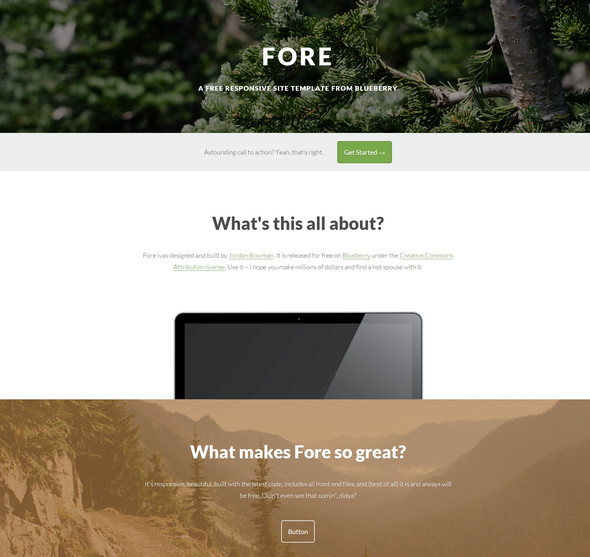 FORE
A FREE RESPONSIVE SITE TEMPLATE FROM BLUEBERRY
Astounding call to action? Yeah, that's right.
Get Started →
What's this all about?
Fore was designed and built by Jordan Bowman. It is released for free on Blueberry under the Creative Commons
Attribution license. Use it – I hope you make millions of dollars and find a hot spouse with it.
What makes Fore so great?
It's responsive, beautiful, built with the latest code, includes all front end files, and (best of all) it is and always will
be free. Didn't even see that comin', didya?
Button